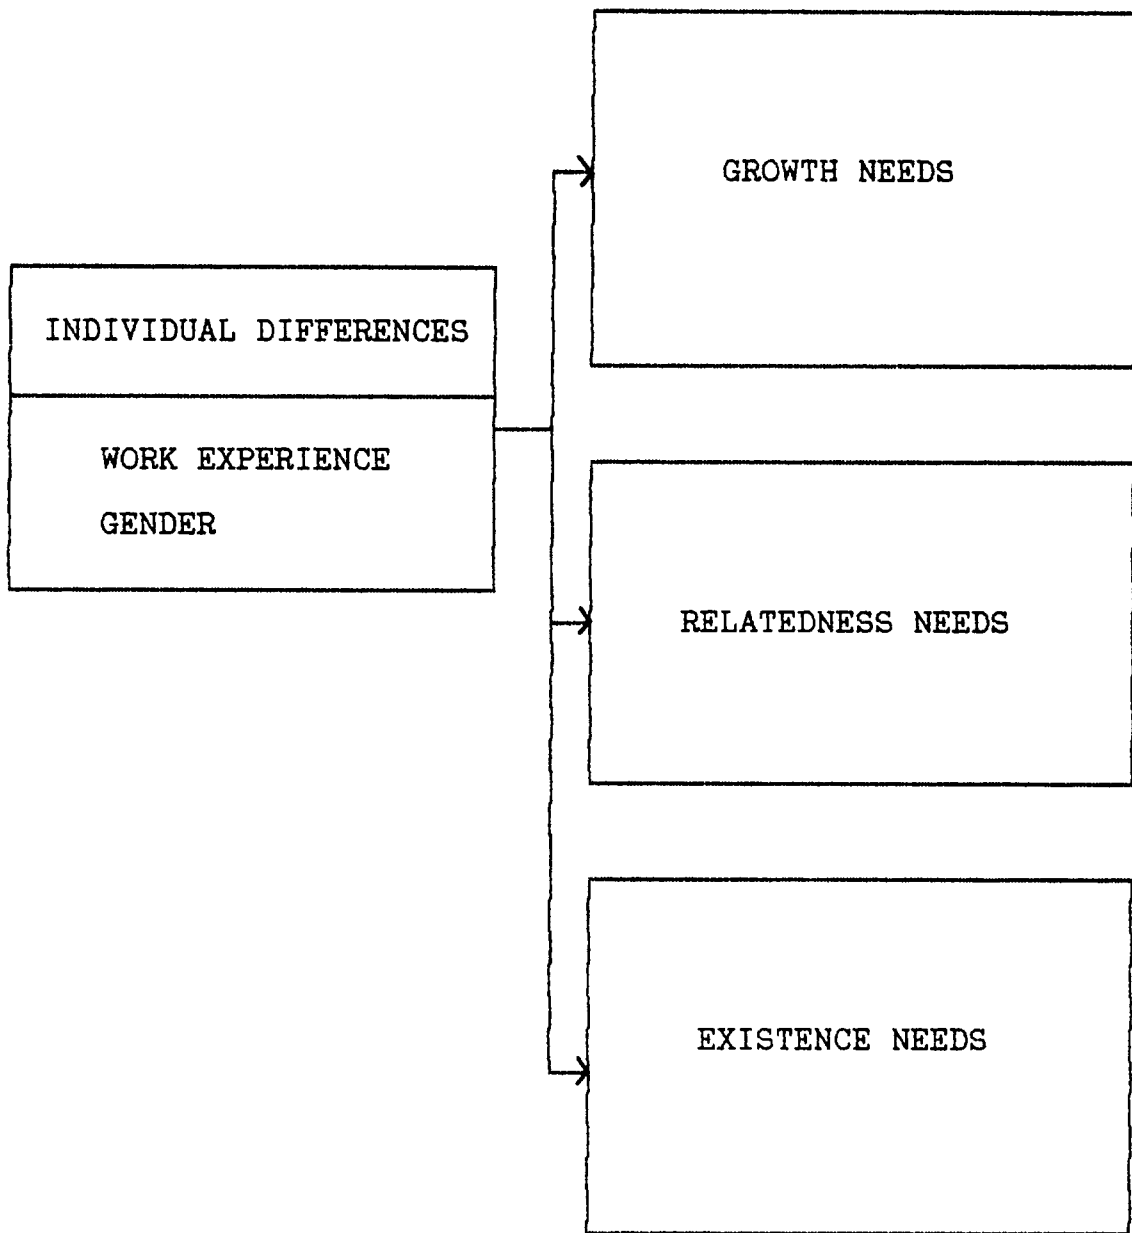 GROWTH NEEDS
INDIVIDUAL DIFFERENCES
WORK EXPERIENCE
GENDER
RELATEDNESS NEEDS
EXISTENCE NEEDS